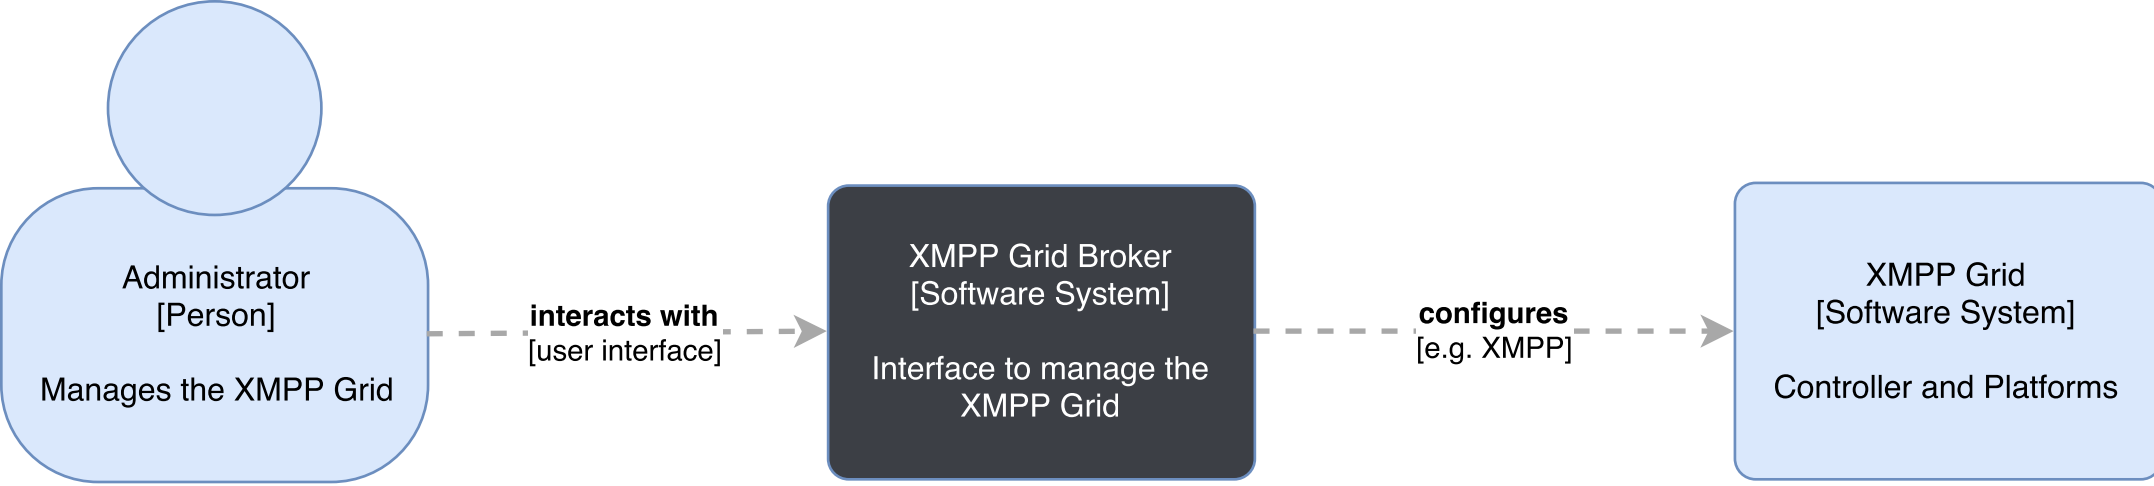 Administrator
[Person]
Manages the XMPP Grid
interacts with
[user interface]
XMPP Grid Broker
[Software System]
Interface to manage the
XMPP Grid
configures
[e.g. XMPP]
XMPP Grid
[Software System]
Controller and Platforms